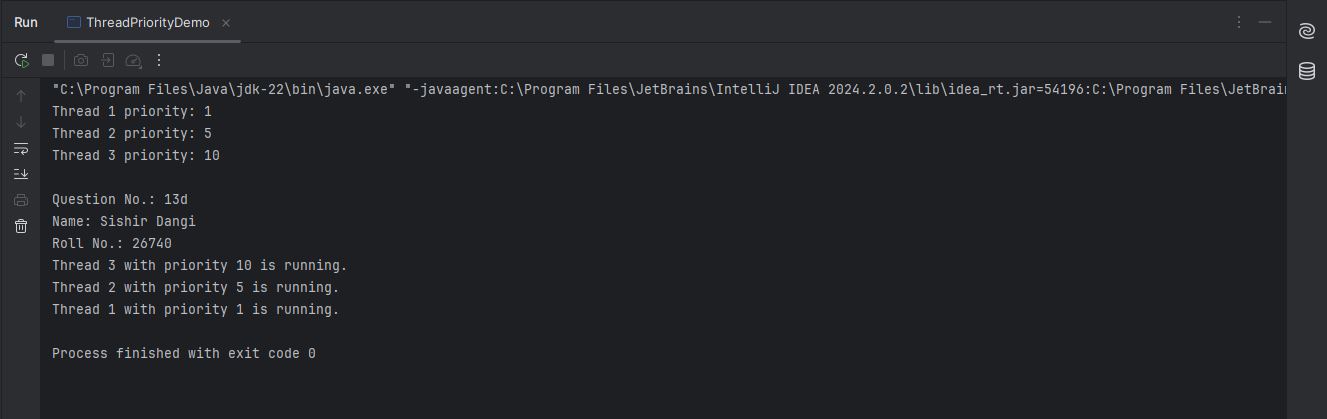 Run ThreadPriorityDemo
"C:\Program Files\Java\jdk-22\bin\java.exe" "-javaagent:C:\Program Files\JetBrains\IntelliJ IDEA 2024.2.0.2\lib\idea_rt.jar=54196:C:\Program Files\JetBrain
Thread 1 priority: 1
Thread 2 priority: 5
Thread 3 priority: 10
Question No.: 13d
Name: Sishir Dangi
Roll No.: 26740
Thread 3 with priority 10 is running.
Thread 2 with priority 5 is running.
Thread 1 with priority 1 is running.
Process finished with exit code 0